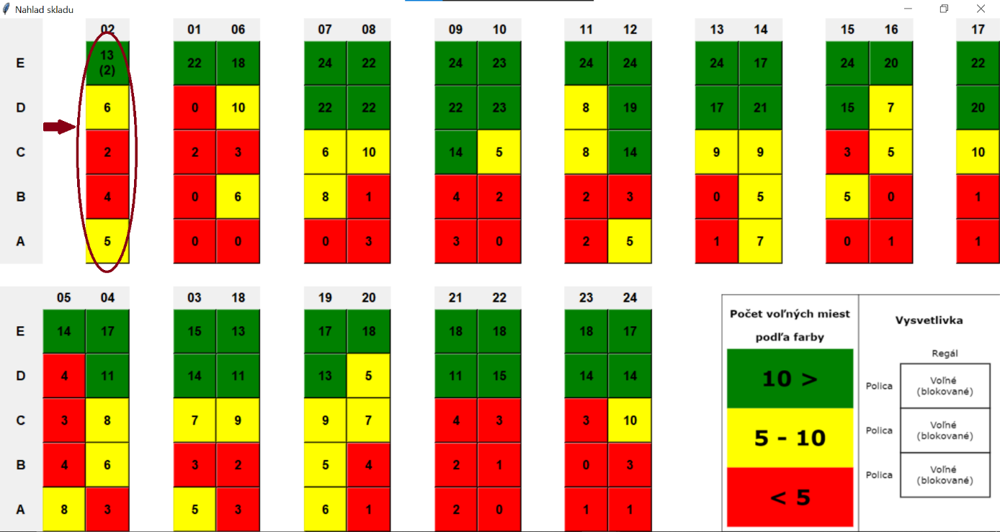 Nahlad skladu
02 01 06 07 08 09 10 11 12 13 14 15 16 17
E 13 22 18 24 22 24 23 24 24 24 17 24 20 22
(2)
D 6 0 10 22 22 22 23 8 19 17 21 15 7 20
C 2 2 3 6 10 14 5 8 14 9 9 3 5 10
B 4 0 6 8 1 4 2 2 3 0 5 5 0 1
A 5 0 0 0 3 3 0 2 5 1 7 0 1 1
05 04 03 18 19 20 21 22 23 24
E 14 17 15 13 17 18 18 18 18 17
D 4 11 14 11 13 5 11 15 14 14
C 3 8 7 9 9 7 4 3 3 10
B 4 6 3 2 5 4 2 1 0 3
A 8 3 5 3 6 1 2 0 1 1
Počet voľných miest
podľa farby
10 >
5 - 10
< 5
Vysvetlivka
Regál
Polica
Voľné
(blokované)
Polica
Voľné
(blokované)
Polica
Voľné
(blokované)